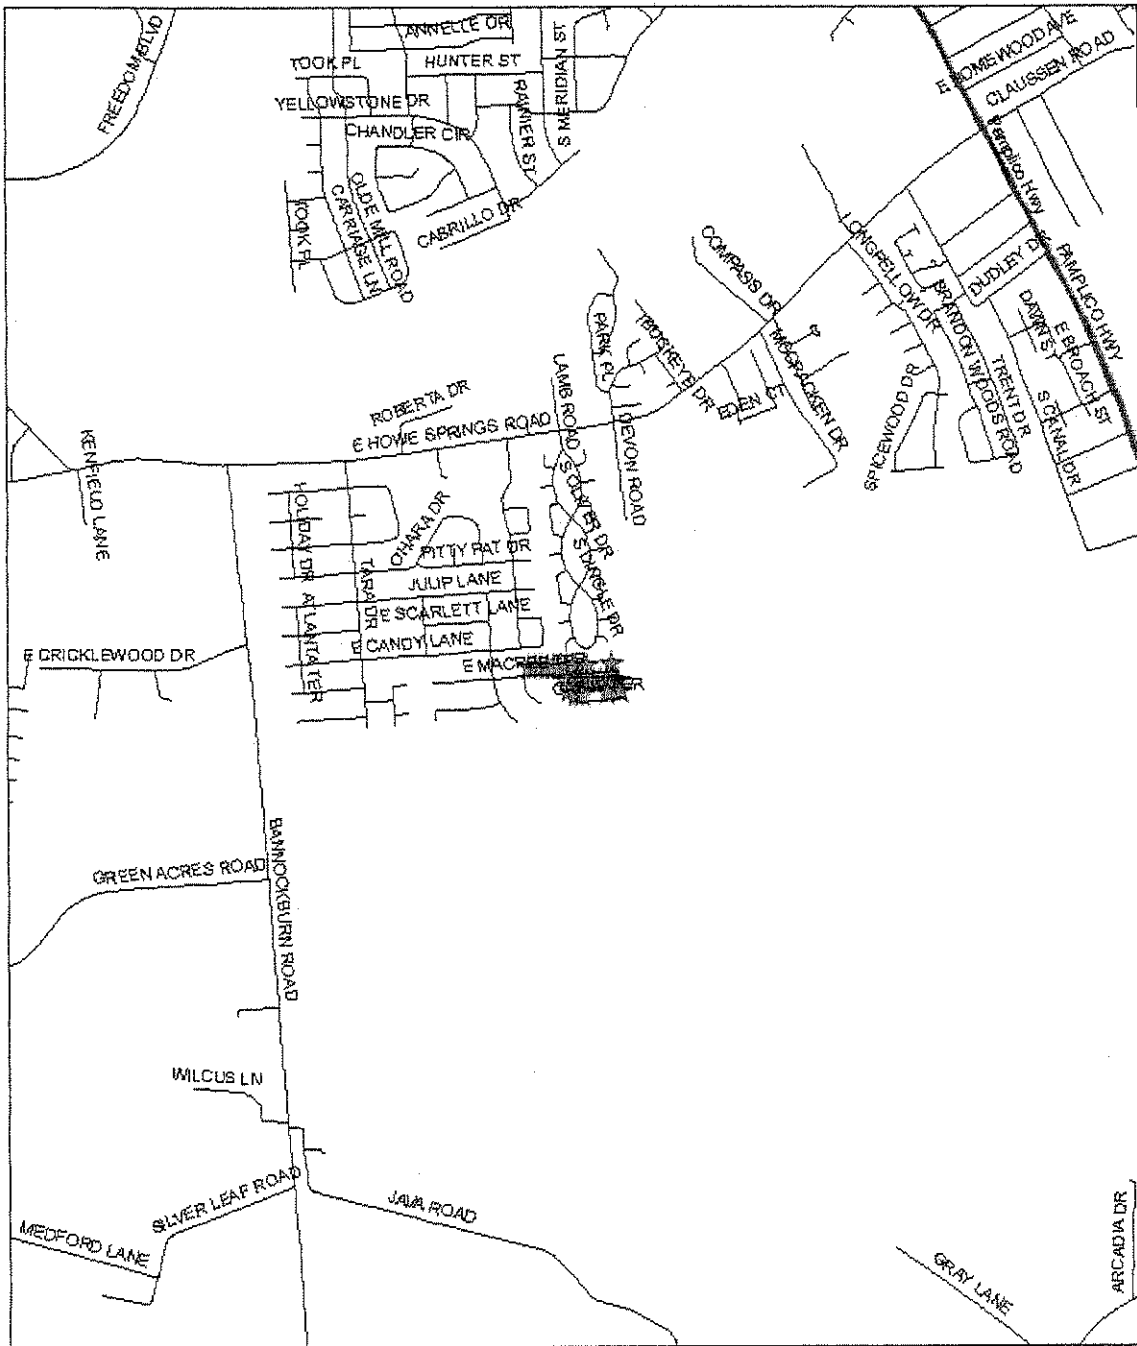 FREEDOM BLVD
ANNELLE DR
TOOK PL
HUNTER ST
S MERIDIAN ST
YELLOWSTONE DR
CHANDLER CIR
RAINIER ST
E HOMEWOOD AVE
CLAUSSEN ROAD
Pamplico Hwy
OLDE MILL ROAD
CARRIAGE LN
TOOK PL
CABRILLO DR
COMPASS DR
LONGFELLOW DR
DUDLEY DR
PAMPLICO HWY
BRANDON WOODS ROAD
DAWN ST
E BROACH ST
TRENT DR
S CANAL DR
PARK PL
MCCRACKEN DR
EDEN CT
SPICEWOOD DR
ROBERTA DR
LAMB ROAD
E HOWE SPRINGS ROAD
DEVON ROAD
KENFIELD LANE
HOLIDAY DR
OHARA DR
PITTY PAT DR
TARA DR
JULIP LANE
S DINGLE DR
ATLANTA TER
E SCARLETT LANE
E CANDY LANE
E CRICKLEWOOD DR
BANNOCKBURN ROAD
GREEN ACRES ROAD
WILCUS LN
SILVER LEAF ROAD
JAVA ROAD
MEDFORD LANE
GRAY LANE
ARCADIA DR